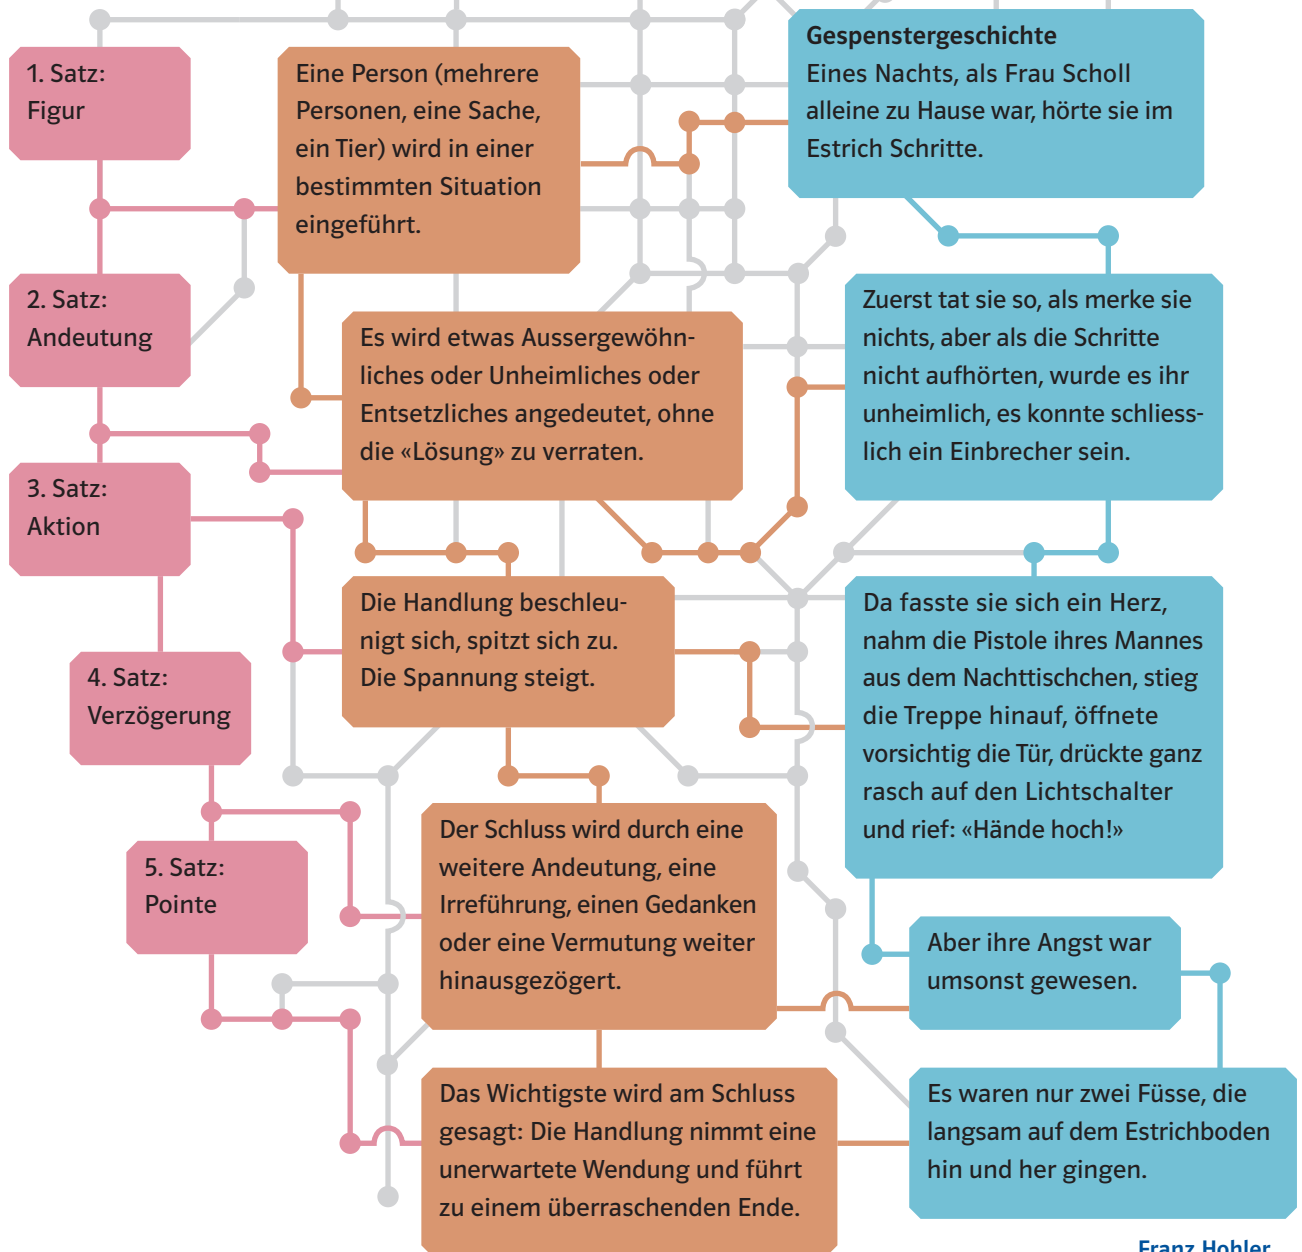 1. Satz:
Figur
Eine Person (mehrere
Personen, eine Sache,
ein Tier) wird in einer
bestimmten Situation
eingeführt.
Gespenstergeschichte
Eines Nachts, als Frau Scholl
alleine zu Hause war, hörte sie im
Estrich Schritte.
2. Satz:
Andeutung
Es wird etwas Aussergewöhn-
liches oder Unheimliches oder
Entsetzliches angedeutet, ohne
die «Lösung» zu verraten.
Zuerst tat sie so, als merke sie
nichts, aber als die Schritte
nicht aufhörten, wurde es ihr
unheimlich, es konnte schliess-
lich ein Einbrecher sein.
3. Satz:
Aktion
Die Handlung beschleu-
nigt sich, spitzt sich zu.
Die Spannung steigt.
Da fasste sie sich ein Herz,
nahm die Pistole ihres Mannes
aus dem Nachttischchen, stieg
die Treppe hinauf, öffnete
vorsichtig die Tür, drückte ganz
rasch auf den Lichtschalter
und rief: «Hände hoch!»
4. Satz:
Verzögerung
Der Schluss wird durch eine
weitere Andeutung, eine
Irreführung, einen Gedanken
oder eine Vermutung weiter
hinausgezögert.
Aber ihre Angst war
umsonst gewesen.
5. Satz:
Pointe
Das Wichtigste wird am Schluss
gesagt: Die Handlung nimmt eine
unerwartete Wendung und führt
zu einem überraschenden Ende.
Es waren nur zwei Füsse, die
langsam auf dem Estrichboden
hin und her gingen.
Franz Hohler